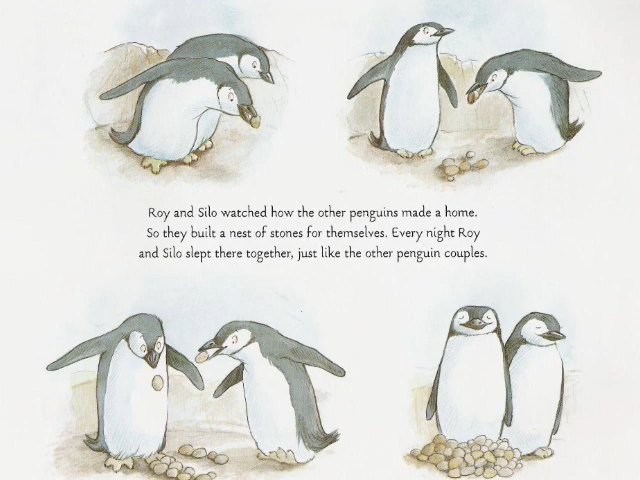 Roy and Silo watched how the other penguins made a home.
So they built a nest of stones for themselves. Every night Roy
and Silo slept there together, just like the other penguin couples.